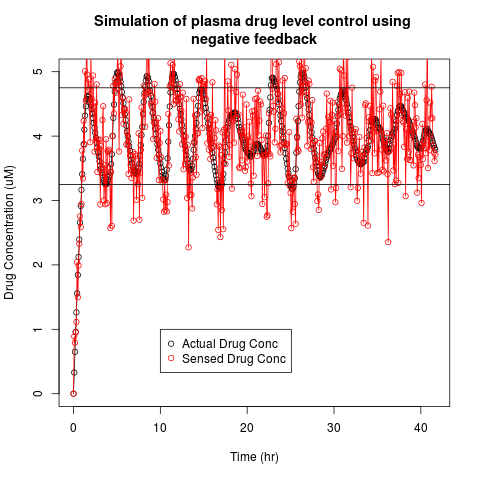 Simulation of plasma drug level control using
negative feedback
Drug Concentration (uM)
5
4
3
2
1
0
Actual Drug Conc
Sensed Drug Conc
0 10 20 30 40
Time (hr)